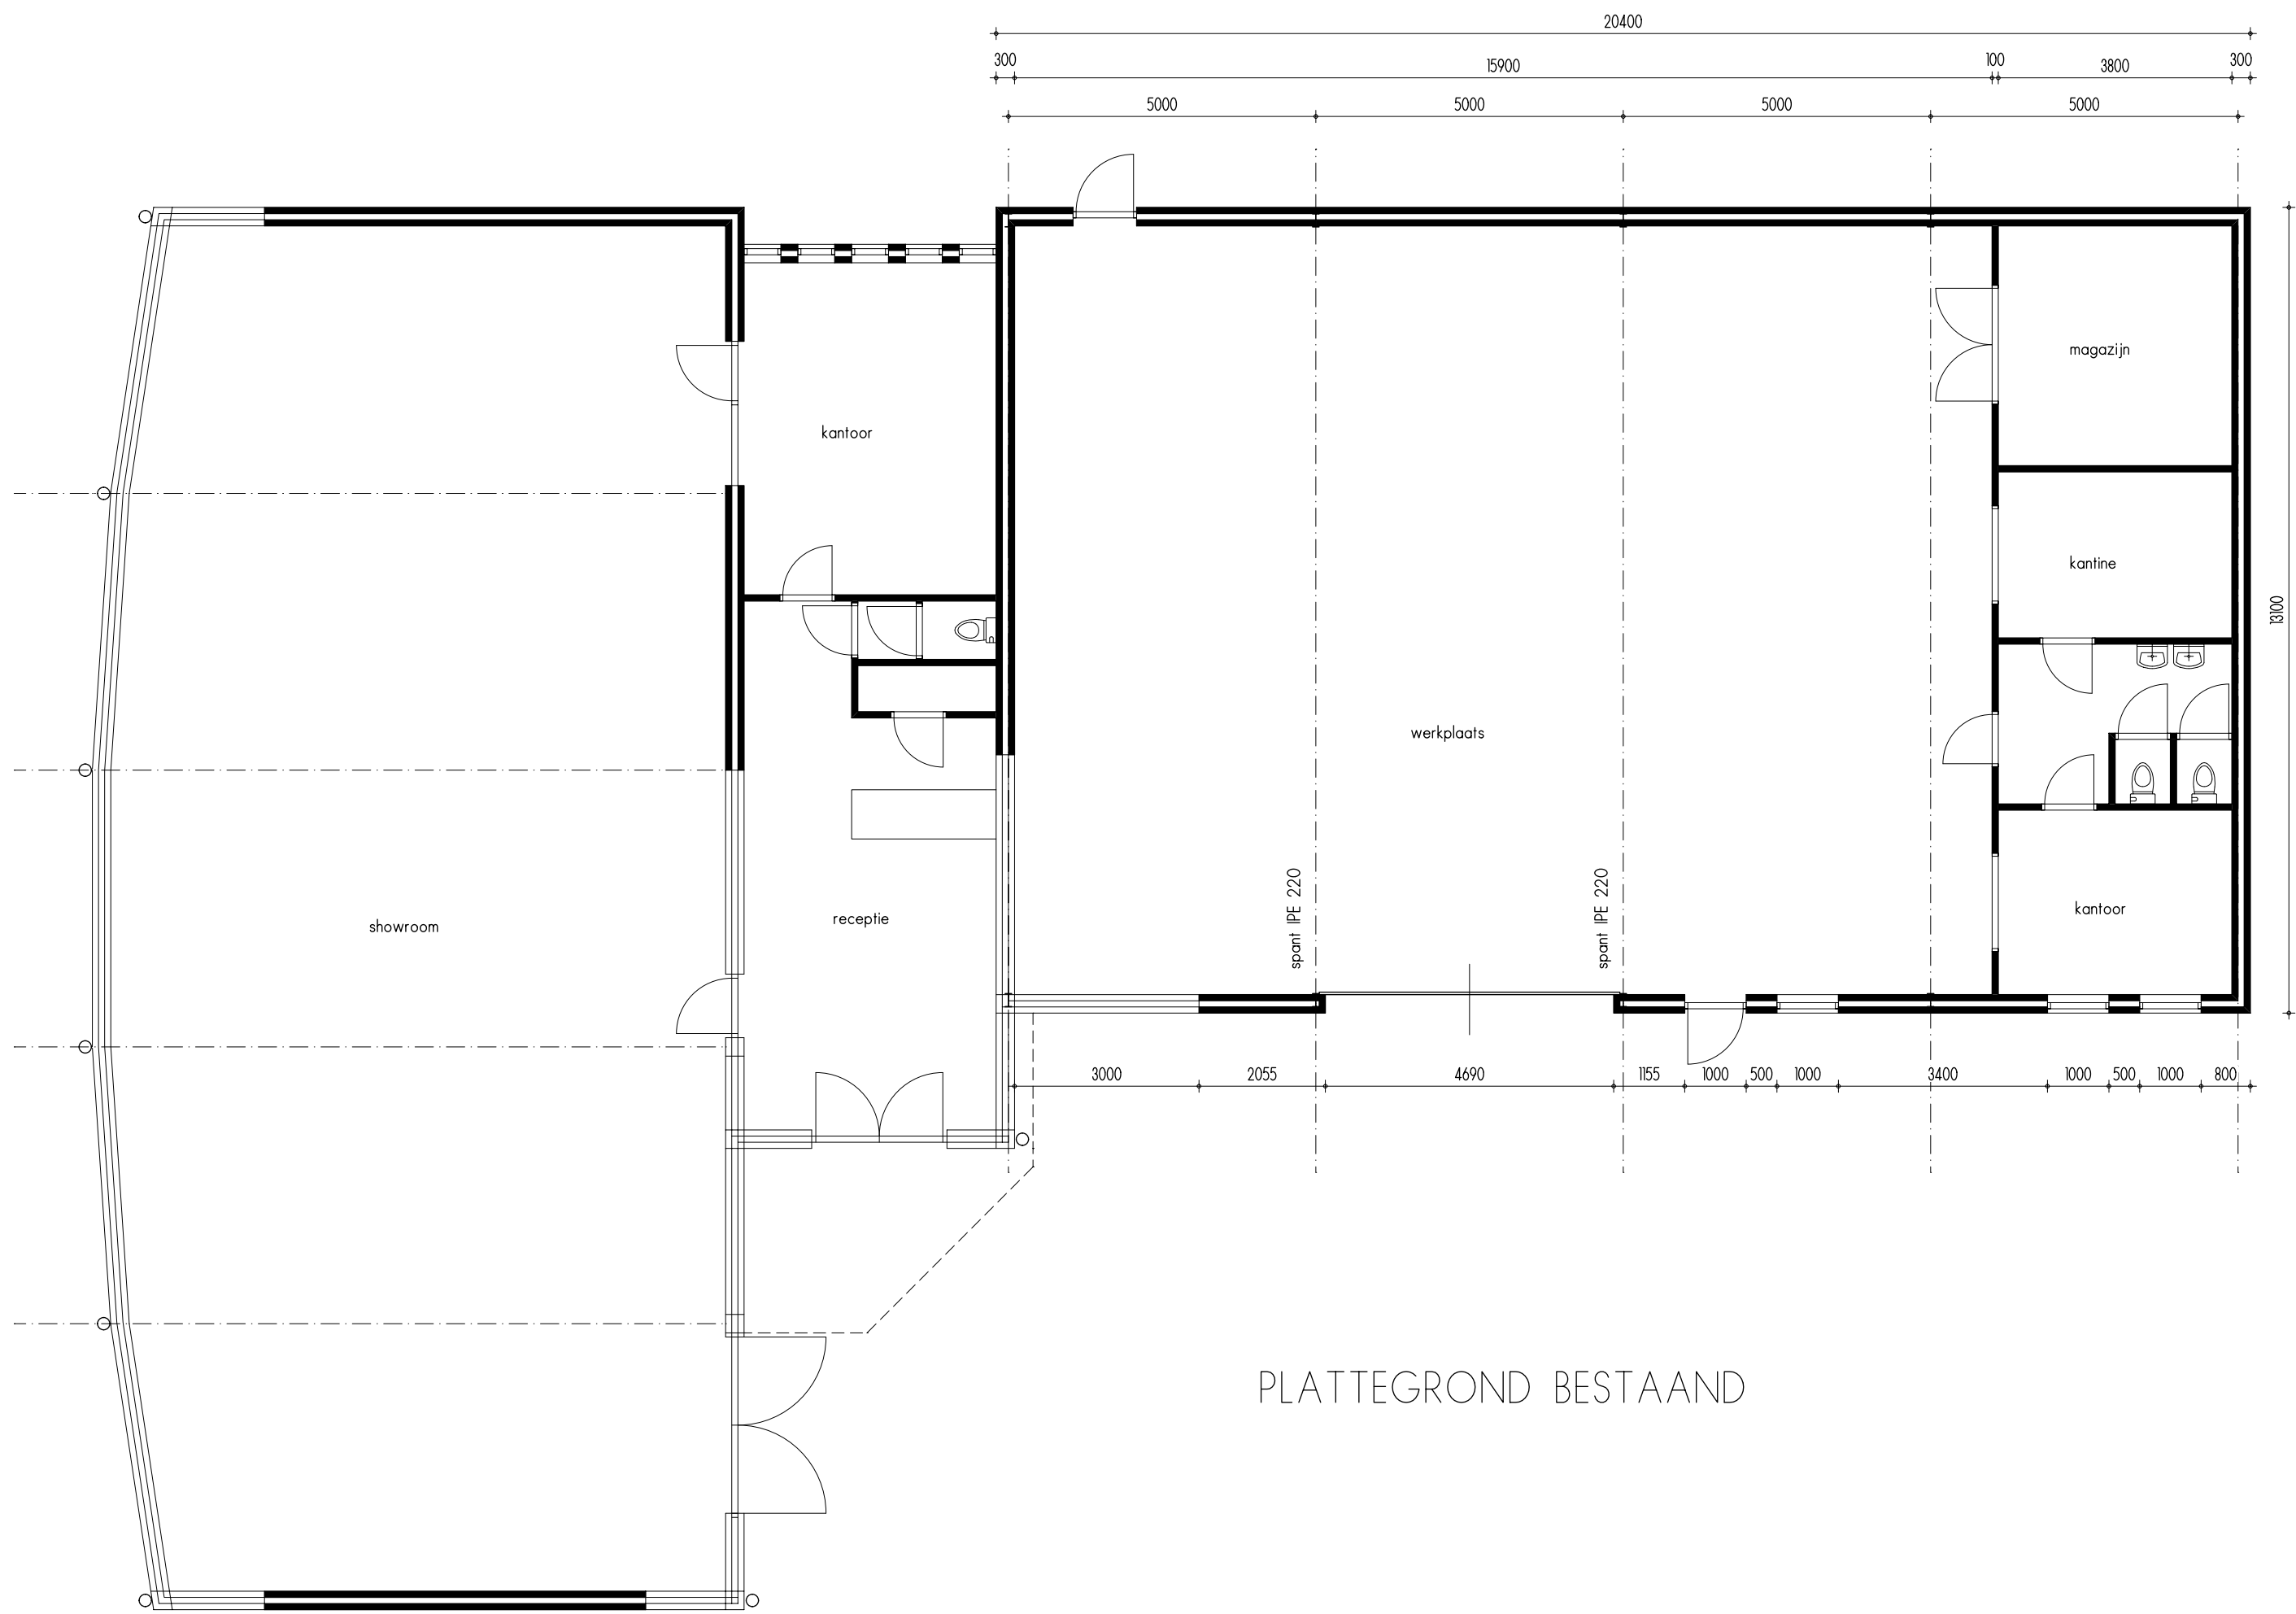 20400
300 15900 100 3800 300
5000 5000 5000 5000
magazijn
kantoor
kantine
13100
werkplaats
spant IPE 220
spant IPE 220
kantoor
receptie
showroom
3000 2055 4690 1155 1000 500 1000 3400 1000 500 1000 800
PLATTEGROND BESTAAND